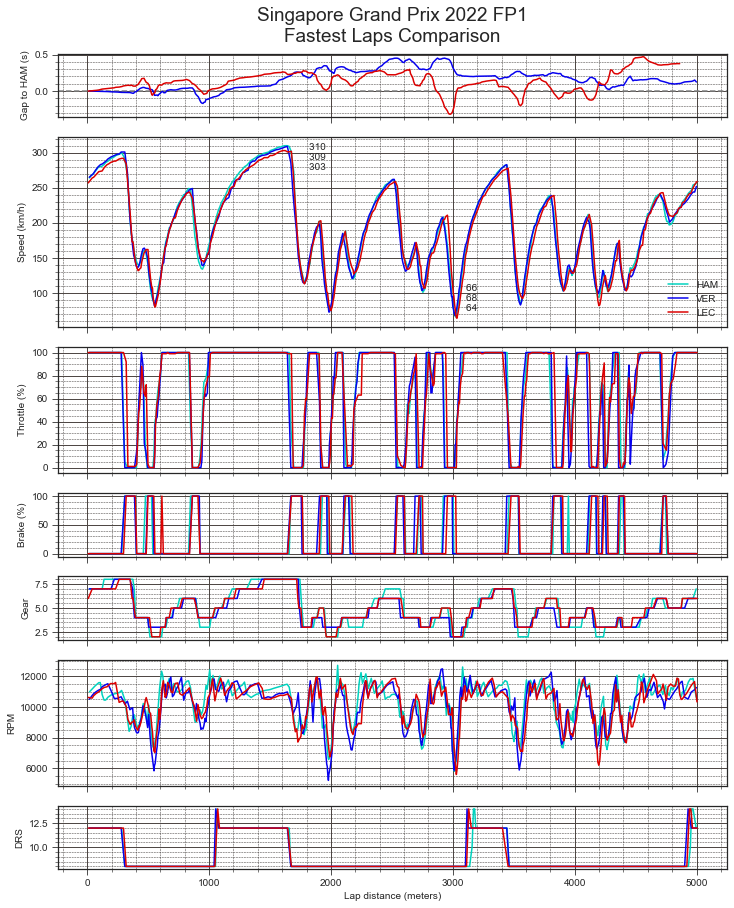 Singapore Grand Prix 2022 FP1
Fastest Laps Comparison
Gap to HAM (s)
0.5
0.0
Speed (km/h)
300
250
200
150
100
310
309
303
66
68
64
HAM
VER
LEC
Throttle (%)
100
80
60
40
20
0
Brake (%)
100
50
0
Gear
7.5
5.0
2.5
RPM
12000
10000
8000
6000
DRS
12.5
10.0
0
1000
2000
3000
4000
5000
Lap distance (meters)